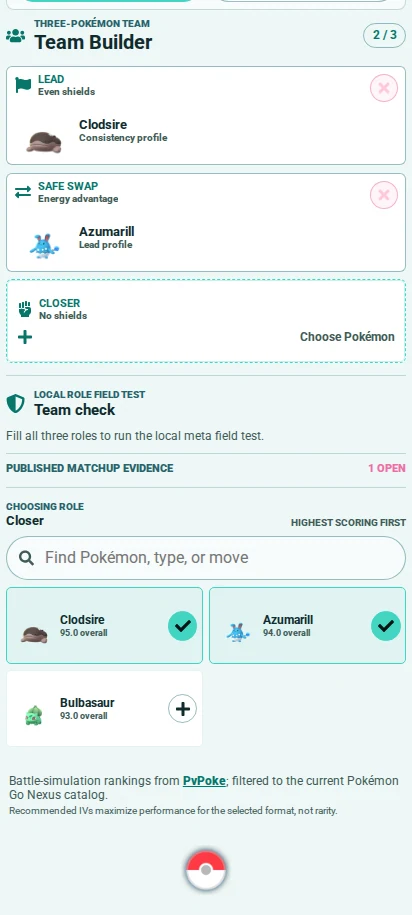 THREE-POKÉMON TEAM
Team Builder
2 / 3
LEAD
Even shields
Clodsire
Consistency profile
SAFE SWAP
Energy advantage
Azumarill
Lead profile
CLOSER
No shields
Choose Pokémon
LOCAL ROLE FIELD TEST
Team check
Fill all three roles to run the local meta field test.
PUBLISHED MATCHUP EVIDENCE
1 OPEN
CHOOSING ROLE
Closer
HIGHEST SCORING FIRST
Find Pokémon, type, or move
Clodsire
95.0 overall
Azumarill
94.0 overall
Bulbasaur
93.0 overall
Battle-simulation rankings from PvPoke; filtered to the current Pokémon
Go Nexus catalog.
Recommended IVs maximize performance for the selected format, not rarity.